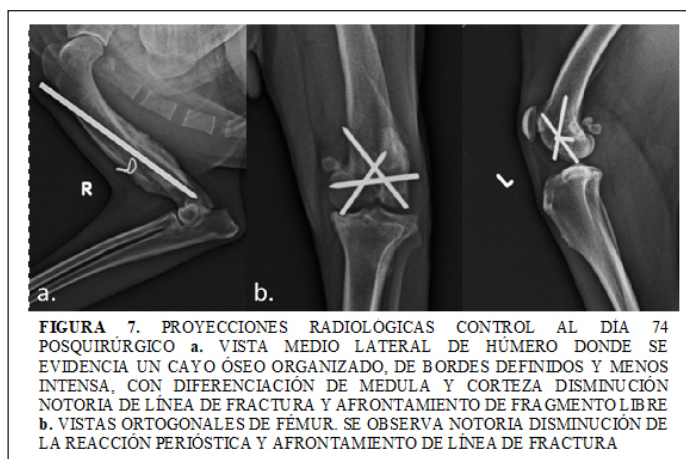 R
a.
b.
L
FIGURA 7. PROYECCIONES RADIOLÓGICAS CONTROL AL DÍA 74
POSQUIRÚRGICO a. VISTA MEDIO LATERAL DE HÚMERO DONDE SE
EVIDENCIA UN CAYO ÓSEO ORGANIZADO, DE BORDES DEFINIDOS Y MENOS
INTENSA, CON DIFERENCIACIÓN DE MEDULA Y CORTEZA DISMINUCIÓN
NOTORIA DE LÍNEA DE FRACTURA Y AFRONTAMIENTO DE FRAGMENTO LIBRE
b. VISTAS ORTOGONALES DE FÉMUR. SE OBSERVA NOTORIA DISMINUCIÓN DE
LA REACCIÓN PERIÓSTICA Y AFRONTAMIENTO DE LÍNEA DE FRACTURA